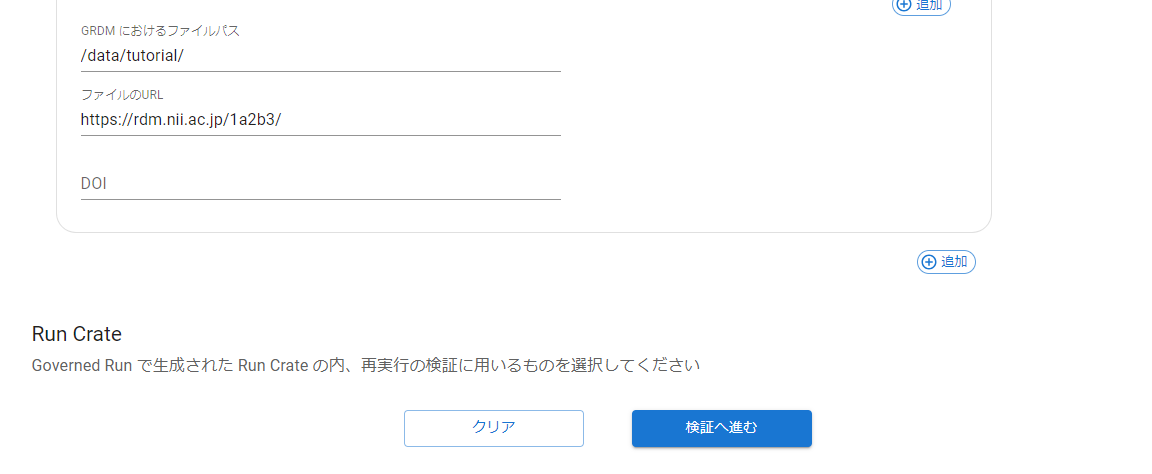 追加
GRDM におけるファイルパス
/data/tutorial/
ファイルのURL
https://rdm.nii.ac.jp/1a2b3/
DOI
追加
Run Crate
Governed Run で生成された Run Crate の内、再実行の検証に用いるものを選択してください
クリア
検証へ進む